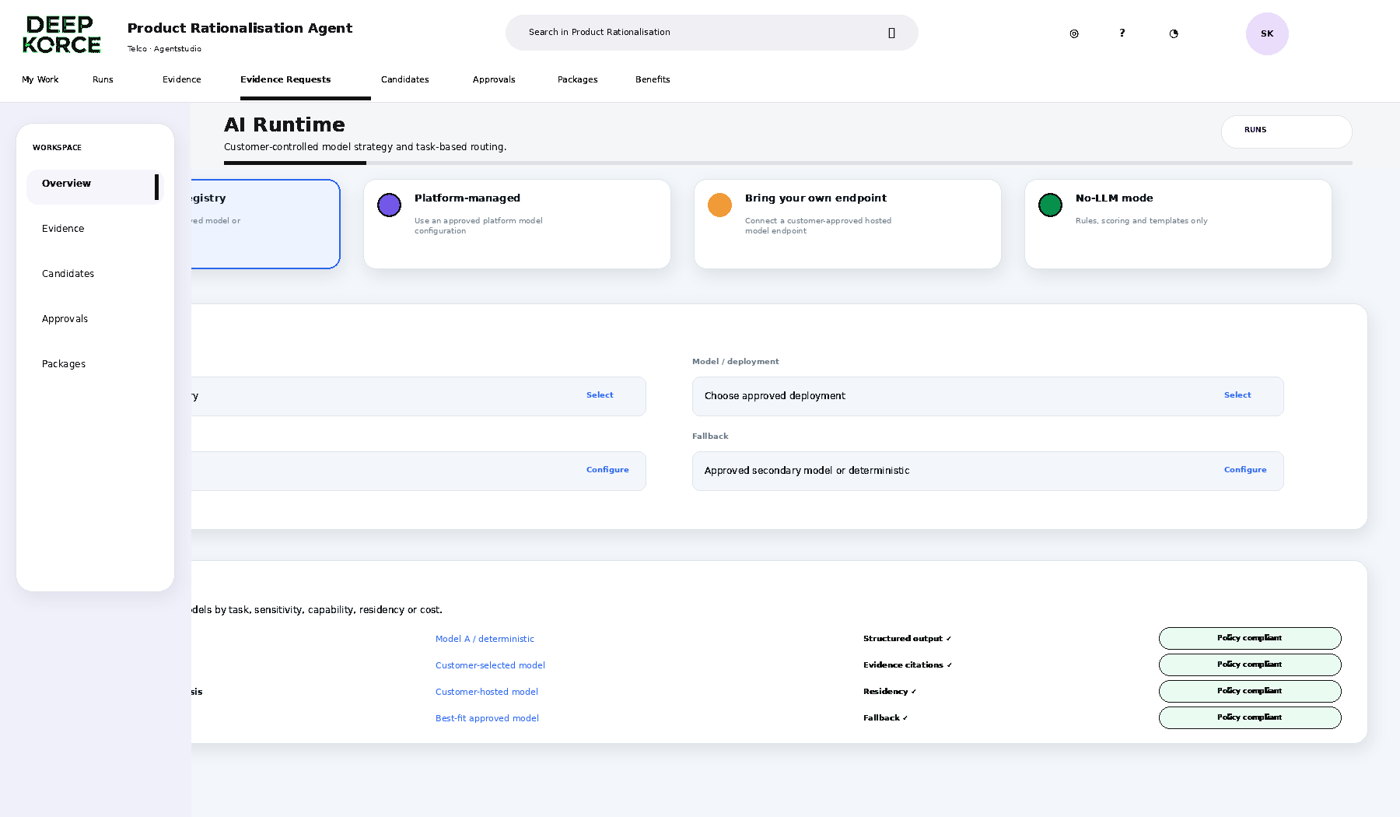 DEEP
KORCE
Product Rationalisation Agent
Telco · Agentstudio
Search in Product Rationalisation
?
SK
My Work
Runs
Evidence
Evidence Requests
Candidates
Approvals
Packages
Benefits
WORKSPACE
Overview
Evidence
Candidates
Approvals
Packages
AI Runtime
Customer-controlled model strategy and task-based routing.
RUNS
egistry
ved model or
Platform-managed
Use an approved platform model
configuration
Bring your own endpoint
Connect a customer-approved hosted
model endpoint
No-LLM mode
Rules, scoring and templates only
Model / deployment
ry
Select
Choose approved deployment
Select
Fallback
Configure
Approved secondary model or deterministic
Configure
dels by task, sensitivity, capability, residency or cost.
Model A / deterministic
Structured output ✓
Policy compliant
Customer-selected model
Evidence citations ✓
Policy compliant
sis
Customer-hosted model
Residency ✓
Policy compliant
Best-fit approved model
Fallback ✓
Policy compliant